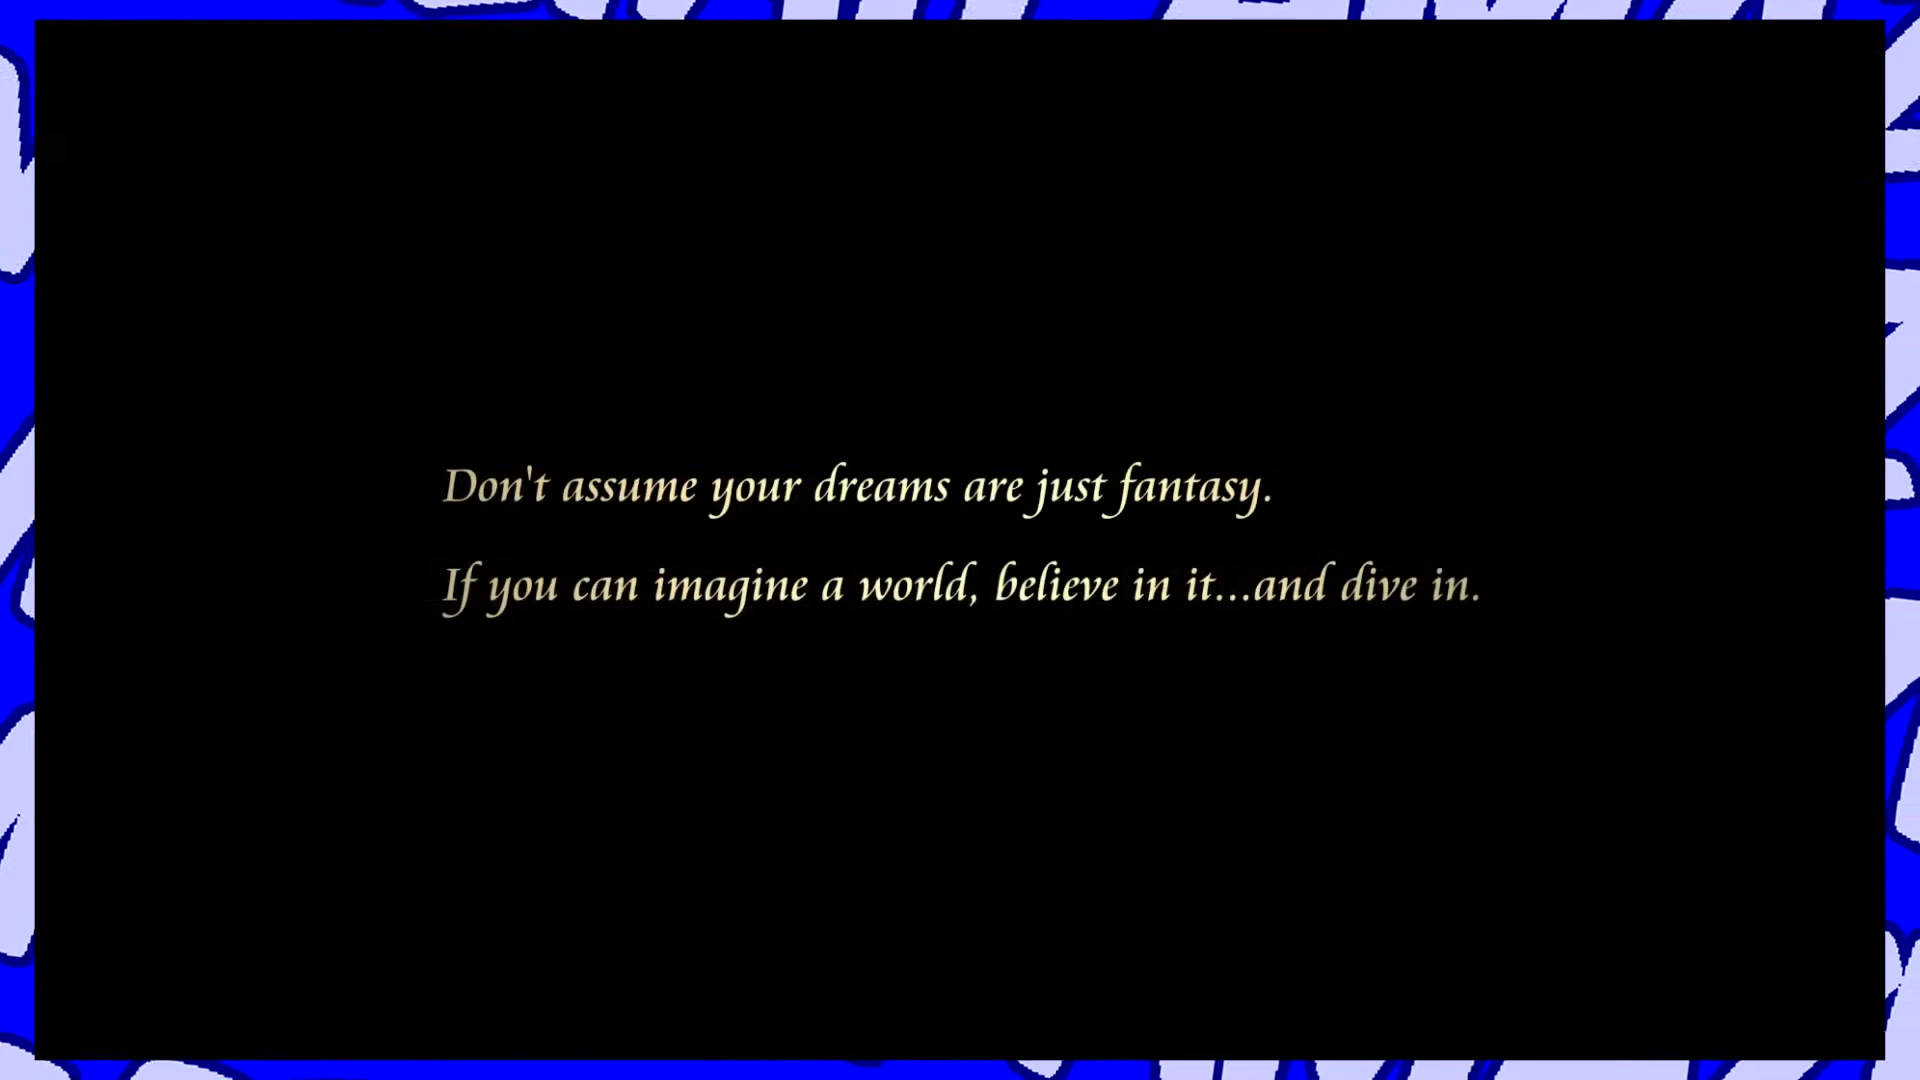 Don't assume your dreams are just fantasy.
If you can imagine a world, believe in it...and dive in.